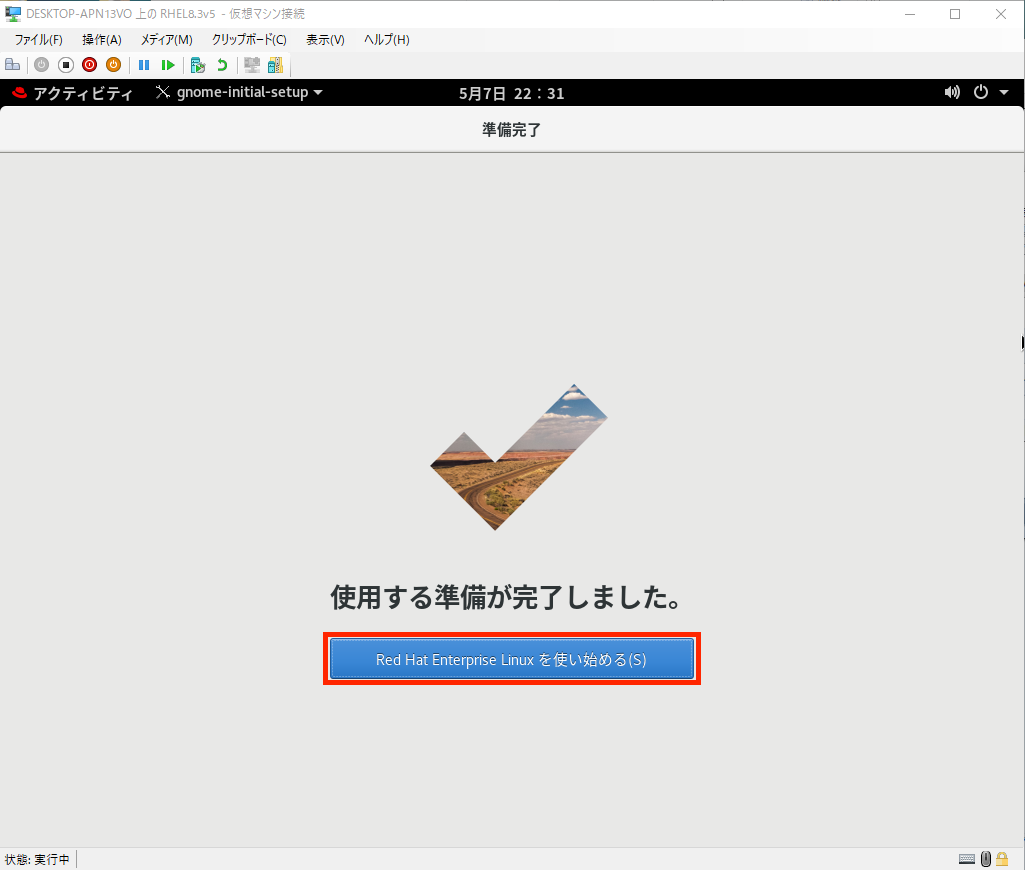 DESKTOP-APN13VO 上の RHEL8.3v5 - 仮想マシン接続
ファイル(F) 操作(A) メディア(M) クリップボード(C) 表示(V) ヘルプ(H)
アクティビティ gnome-initial-setup 5月7日 22：31
準備完了
使用する準備が完了しました。
Red Hat Enterprise Linux を使い始める(S)
状態: 実行中